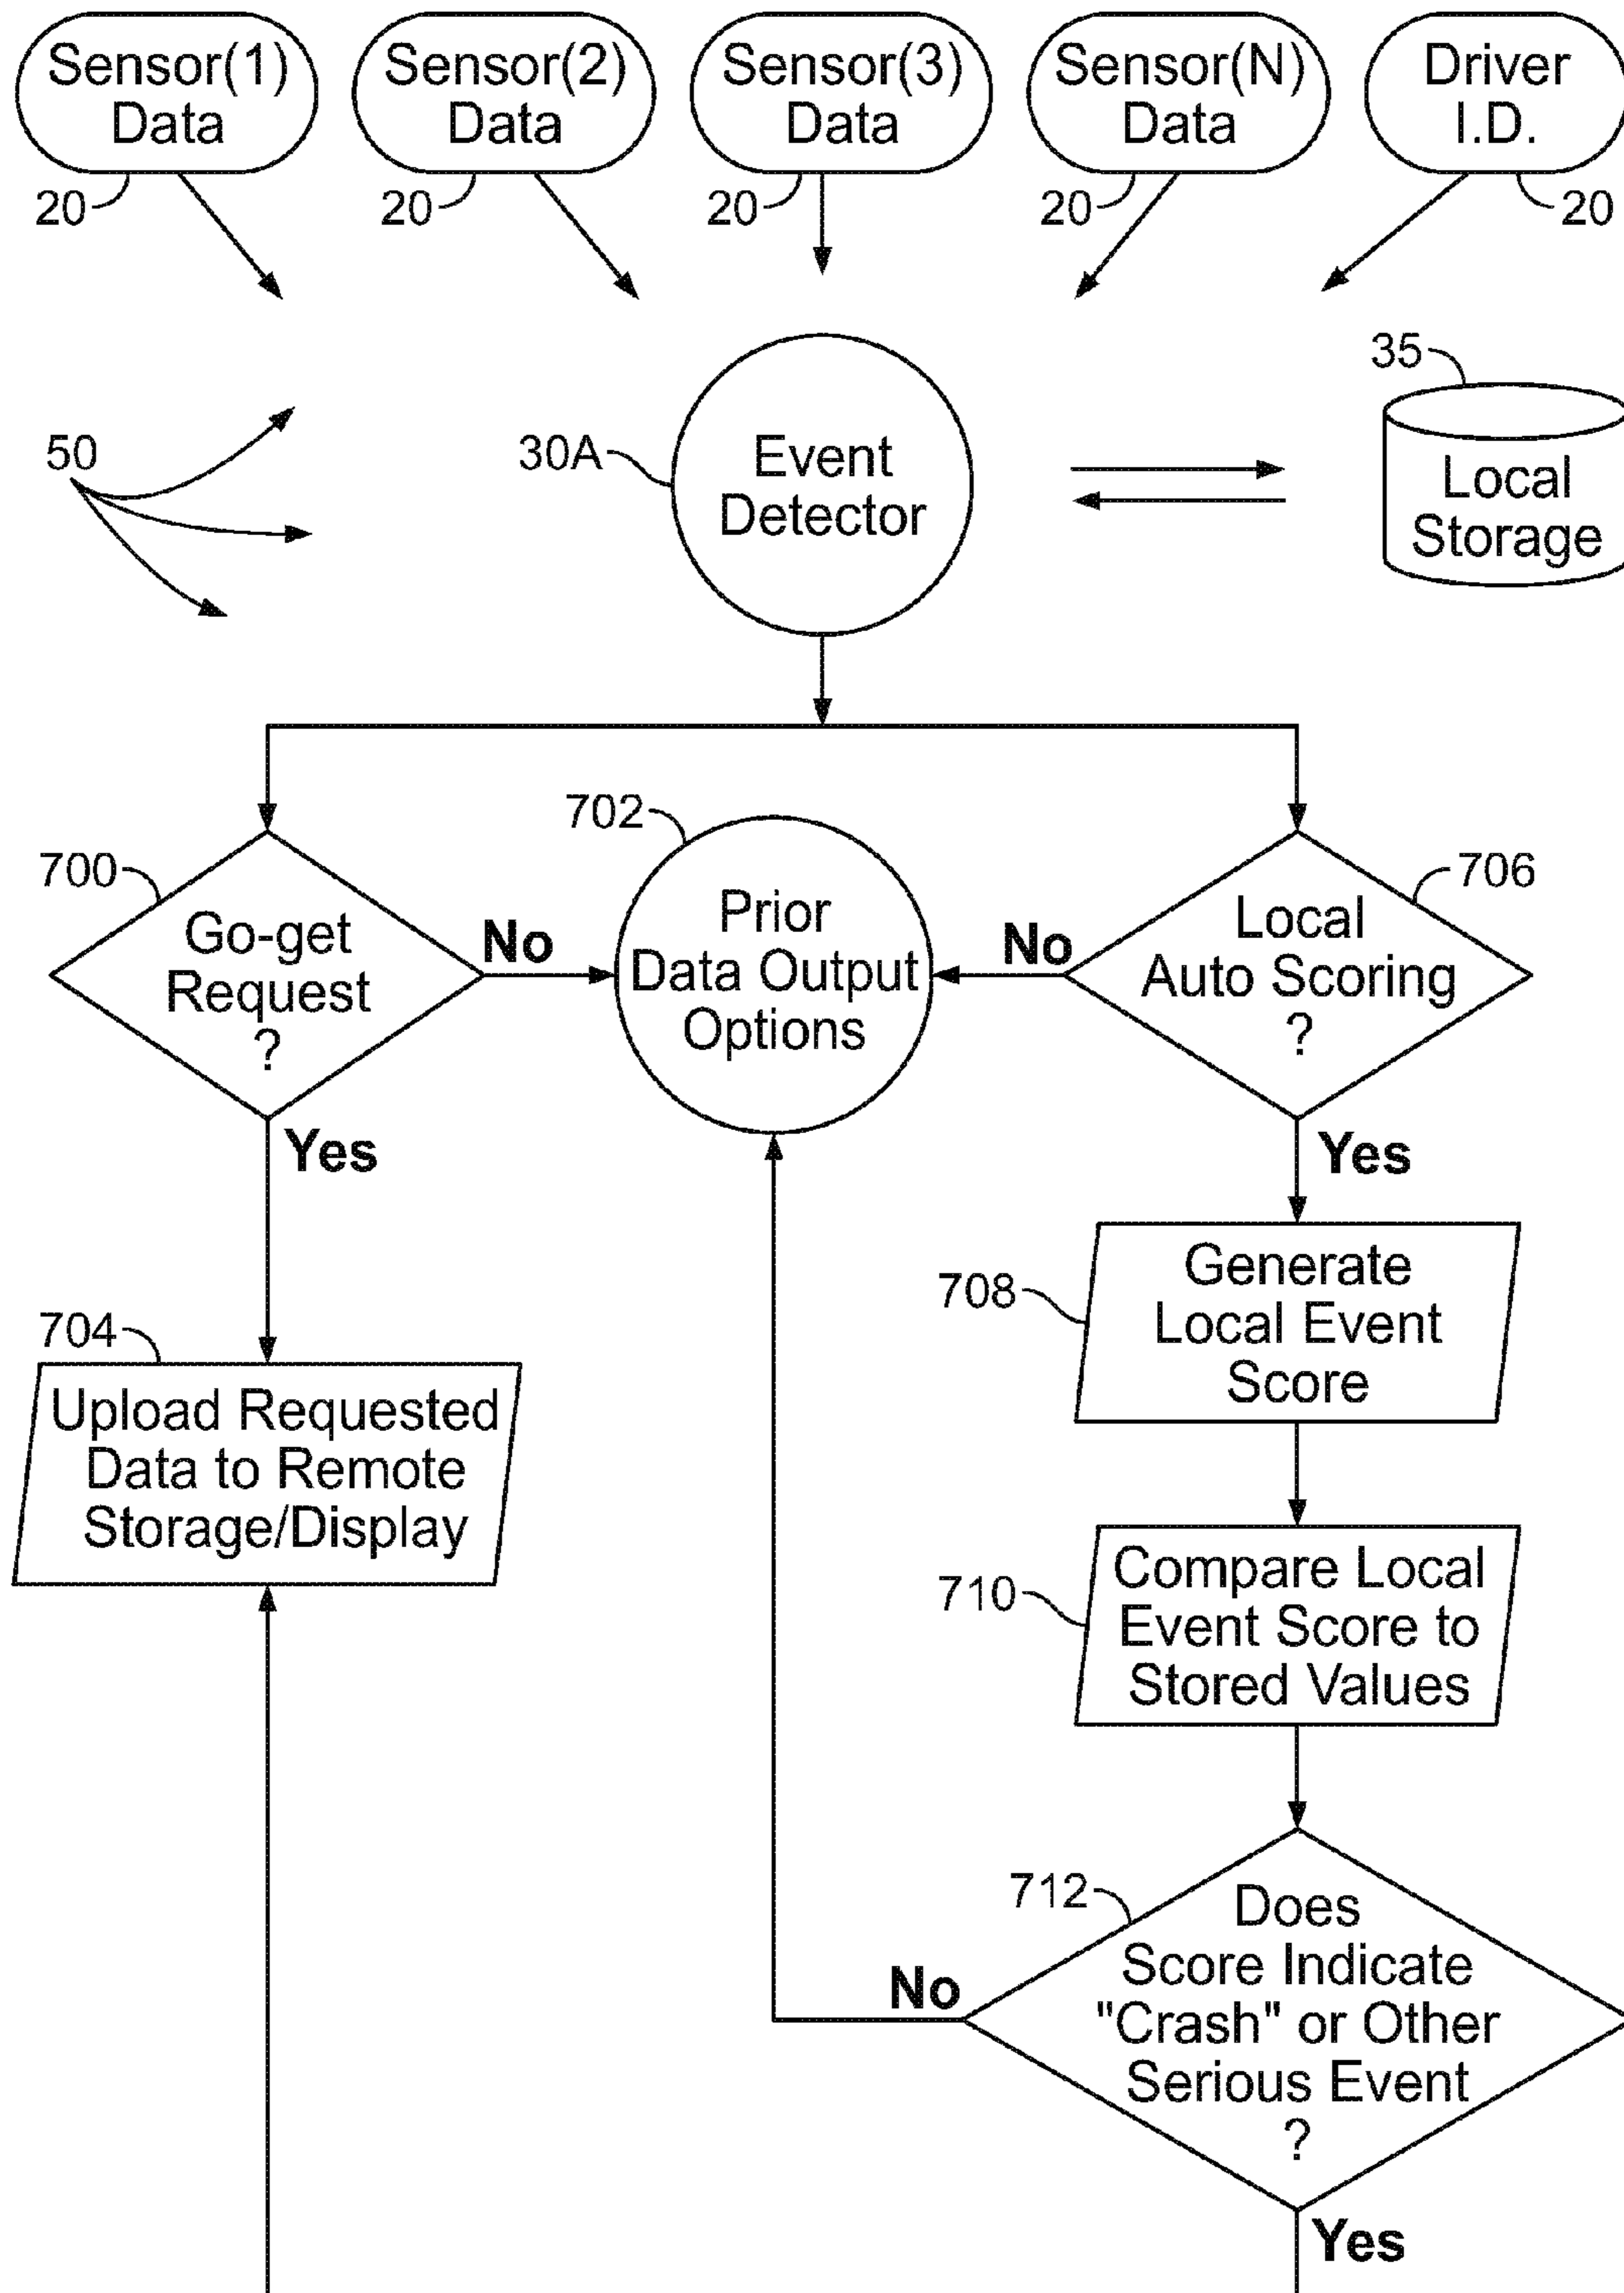 Sensor(1)
Data
Sensor(2)
Data
Sensor(3)
Data
Sensor(N)
Data
Driver
I.D.
20
20
20
20
20
50
30A
Event
Detector
35
Local
Storage
700
Go-get
Request
?
No
702
Prior
Data Output
Options
No
706
Local
Auto Scoring
?
Yes
Yes
704
Upload Requested
Data to Remote
Storage/Display
708
Generate
Local Event
Score
710
Compare Local
Event Score to
Stored Values
712
Does
Score Indicate
"Crash" or Other
Serious Event
?
No
Yes